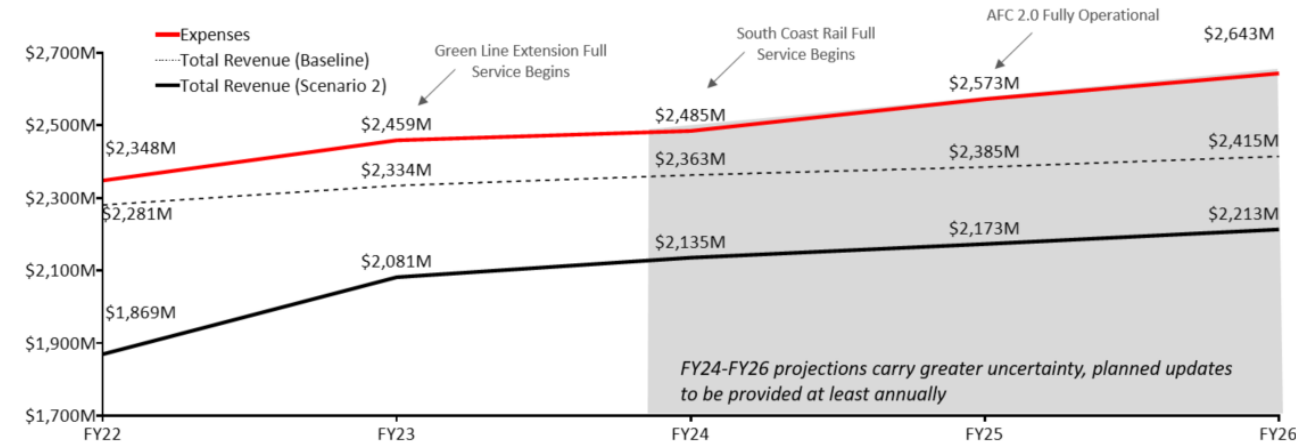 AFC 2.0 Fully Operational
$2,643M
South Coast Rail Full
Service Begins
Expenses
Total Revenue (Baseline)
Total Revenue (Scenario 2)
Green Line Extension Full
Service Begins
$2,700M
$2,500M
$2,300M
$2,100M
$1,900M
$1,700M
$2,348M
$2,459M
$2,485M
$2,573M
$2,281M
$2,334M
$2,363M
$2,385M
$2,415M
$1,869M
$2,081M
$2,135M
$2,173M
$2,213M
FY24-FY26 projections carry greater uncertainty, planned updates
to be provided at least annually
FY22
FY23
FY24
FY25
FY26